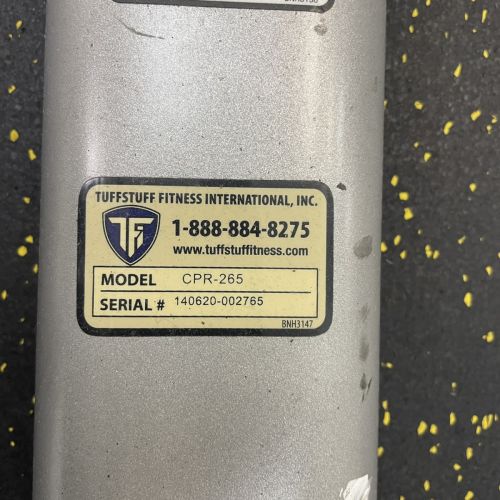 TUFFSTUFF FITNESS INTERNATIONAL, INC.
1-888-884-8275
www.tuffstuffitness.com
MODEL CPR-265
SERIAL # 140620-002765
BNH3147